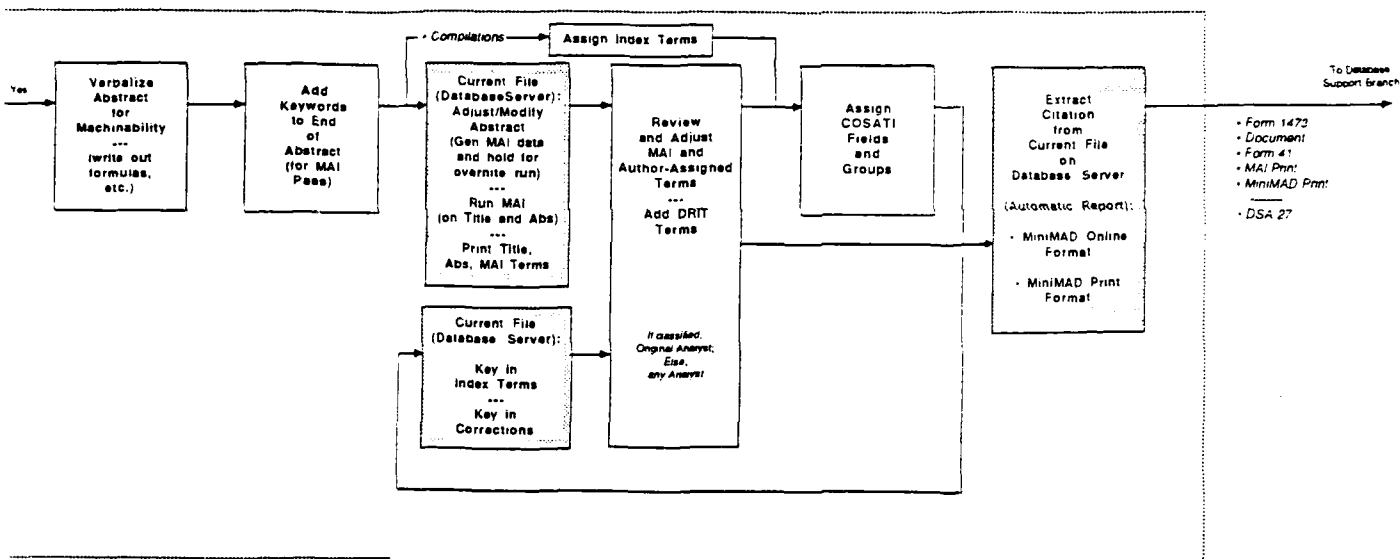 Yes
Verbalize
Abstract
for
Machinability
---
(write out
formulas,
etc.)
Add
Keywords
to End
of
Abstract
(for MAI
Pass)
• Compilations
Assign Index Terms
Current File
(DatabaseServer):
Adjust/Modify
Abstract
(Gen MAI data
and hold for
overnite run)
---
Run MAI
(on Title and Abs)
---
Print Title,
Abs, MAI Terms
Current File
(Database Server):
Key in
Index Terms
---
Key in
Corrections
Review
and Adjust
MAI and
Author-Assigned
Terms
---
Add DRIT
Terms
If classified,
Original Analyst;
Else,
any Analyst
Assign
COSATI
Fields
and
Groups
Extract
Citation
from
Current File
on
Database Server
(Automatic Report):
• MiniMAD Online
Format
• MiniMAD Print
Format
To Database
Support Branch
• Form 1473
• Document
• Form 41
• MAI Print
• MiniMAD Print
• DSA 27